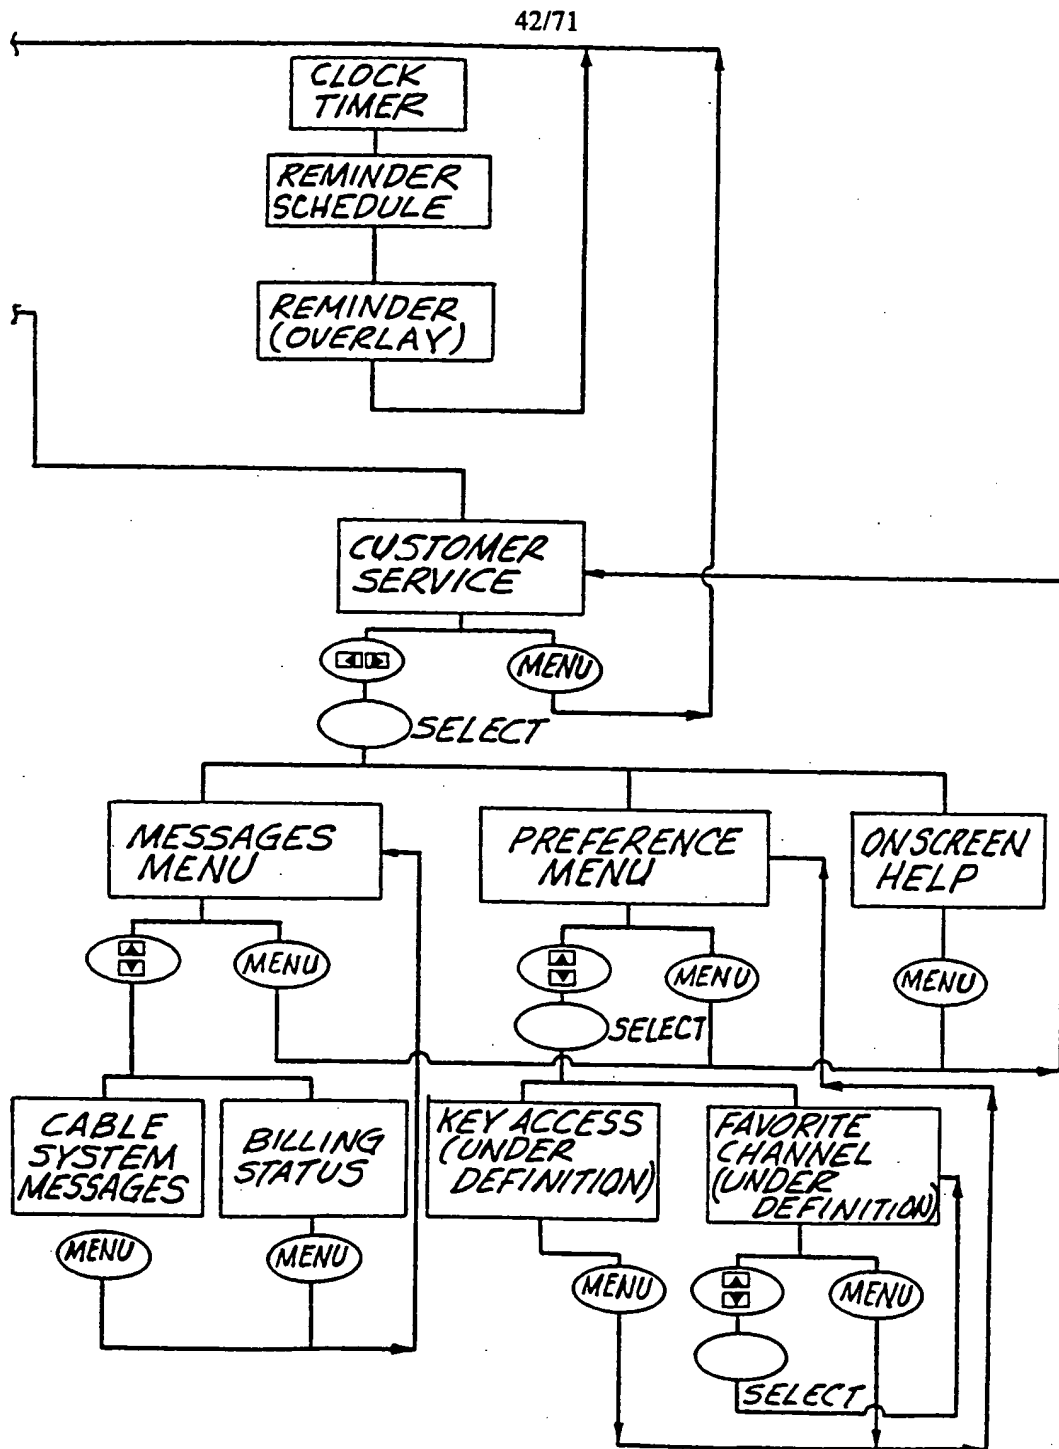 42/71
CLOCK
TIMER
REMINDER
SCHEDULE
REMINDER
(OVERLAY)
CUSTOMER
SERVICE
MENU
SELECT
MESSAGES
MENU
PREFERENCE
MENU
ON SCREEN
HELP
MENU
MENU
MENU
SELECT
CABLE
SYSTEM
MESSAGES
BILLING
STATUS
KEY ACCESS
(UNDER
DEFINITION)
FAVORITE
CHANNEL
(UNDER
DEFINITION)
MENU
MENU
MENU
MENU
SELECT